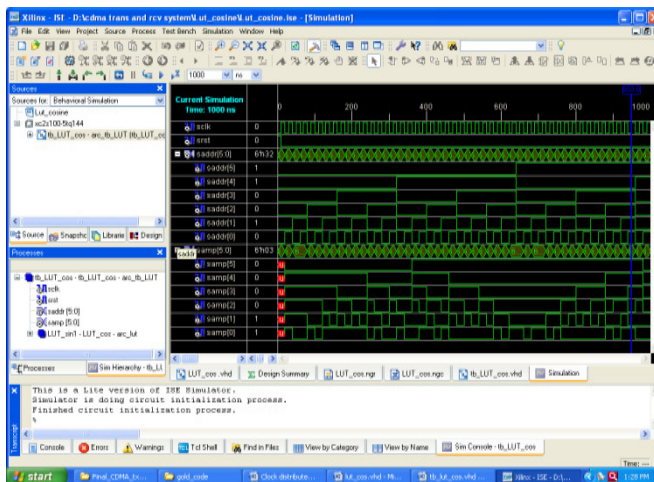 Xilinx - ISE - D:\cdma trans and rcv system\Lut_cosine\Lut_cosine.ise - [Simulation]
File Edit View Project Source Process Test Bench Simulation Window Help
1000 ns
Sources
Sources for: Behavioral Simulation
Lut_cosine
xc2s100-5tq144
tb_LUT_cos - arc_tb_LUT (tb_LUT_cc
Source Snapshc Librarie Design
Processes
tb_LUT_cos - tb_LUT_cos - arc_tb_LUT
sclk
srst
saddr [5:0]
samp [5:0]
LUT_sin1 - LUT_cos - arc_lut
Processes Sim Hierarchy - tb_LU
Current Simulation
Time: 1000 ns
0 200 400 600 800 1000
sclk 0
srst 0
saddr[5:0] 6'h32
saddr[5] 1
saddr[4] 1
saddr[3] 0
saddr[2] 0
saddr[1] 1
saddr[0] 0
samp[5:0] 6'h03
saddr
samp[5] 0
samp[4] 0
samp[3] 0
samp[2] 0
samp[1] 1
samp[0] 1
LUT_cos.vhd Design Summary LUT_cos.ngr LUT_cos.ngc tb_LUT_cos.vhd Simulation
This is a Lite version of ISE Simulator.
Simulator is doing circuit initialization process.
Finished circuit initialization process.
%
Transcript
Console Errors Warnings Tcl Shell Find in Files View by Category View by Name Sim Console - tb_LUT_cos
Time: ---
start Final_CDMA_tx... gold_code Clock distribute... lut_cos.vhd - Mi... tb_lut_cos.vhd ... Xilinx - ISE - D:\... 1:26 PM